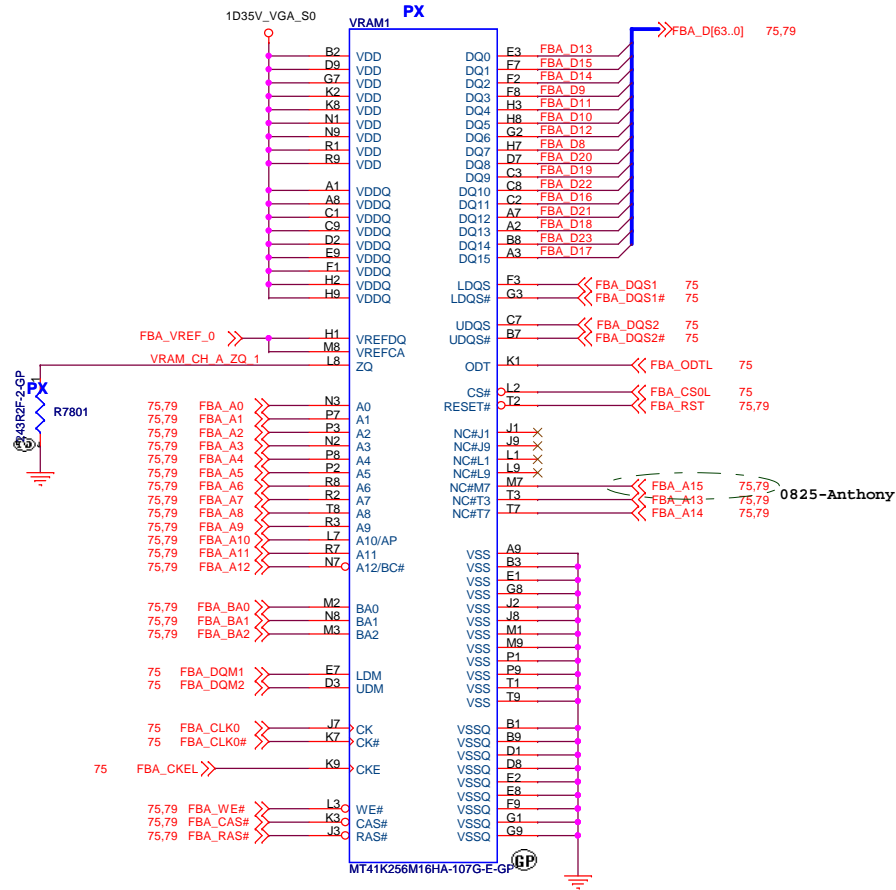 1D35V_VGA_S0
PX
VRAM1
FBA_D[63..0] 75,79
B2 VDD
D9 VDD
G7 VDD
K2 VDD
K8 VDD
N1 VDD
N9 VDD
R1 VDD
R9 VDD
A1 VDDQ
A8 VDDQ
C1 VDDQ
C9 VDDQ
D2 VDDQ
E9 VDDQ
F1 VDDQ
H2 VDDQ
H9 VDDQ
FBA_VREF_0 H1 VREFDQ
M8 VREFCA
VRAM_CH_A_ZQ_1 L8 ZQ
1
PX
R7801
75,79 FBA_A0 N3 A0
75,79 FBA_A1 P7 A1
75,79 FBA_A2 P3 A2
75,79 FBA_A3 N2 A3
75,79 FBA_A4 P8 A4
75,79 FBA_A5 P2 A5
75,79 FBA_A6 R8 A6
75,79 FBA_A7 R2 A7
75,79 FBA_A8 T8 A8
75,79 FBA_A9 R3 A9
75,79 FBA_A10 L7 A10/AP
75,79 FBA_A11 R7 A11
75,79 FBA_A12 N7 A12/BC#
75,79 FBA_BA0 M2 BA0
75,79 FBA_BA1 N8 BA1
75,79 FBA_BA2 M3 BA2
75 FBA_DQM1 E7 LDM
75 FBA_DQM2 D3 UDM
75 FBA_CLK0 J7 CK
75 FBA_CLK0# K7 CK#
75 FBA_CKEL K9 CKE
75,79 FBA_WE# L3 WE#
75,79 FBA_CAS# K3 CAS#
75,79 FBA_RAS# J3 RAS#
DQ0 E3 FBA_D13
DQ1 F7 FBA_D15
DQ2 F2 FBA_D14
DQ3 F8 FBA_D9
DQ4 H3 FBA_D11
DQ5 H8 FBA_D10
DQ6 G2 FBA_D12
DQ7 H7 FBA_D8
DQ8 D7 FBA_D20
DQ9 C3 FBA_D19
DQ10 C8 FBA_D22
DQ11 C2 FBA_D16
DQ12 A7 FBA_D21
DQ13 A2 FBA_D18
DQ14 B8 FBA_D23
DQ15 A3 FBA_D17
LDQS F3 FBA_DQS1 75
LDQS# G3 FBA_DQS1# 75
UDQS C7 FBA_DQS2 75
UDQS# B7 FBA_DQS2# 75
ODT K1 FBA_ODTL 75
CS# L2 FBA_CS0L 75
RESET# T2 FBA_RST 75,79
NC#J1 J1
NC#J9 J9
NC#L1 L1
NC#L9 L9
NC#M7 M7 FBA_A15 75,79
NC#T3 T3 FBA_A13 75,79
NC#T7 T7 FBA_A14 75,79
0825-Anthony
VSS A9
VSS B3
VSS E1
VSS G8
VSS J2
VSS J8
VSS M1
VSS M9
VSS P1
VSS P9
VSS T1
VSS T9
VSSQ B1
VSSQ B9
VSSQ D1
VSSQ D8
VSSQ E2
VSSQ E8
VSSQ F9
VSSQ G1
VSSQ G9
MT41K256M16HA-107G-E-GP
GP